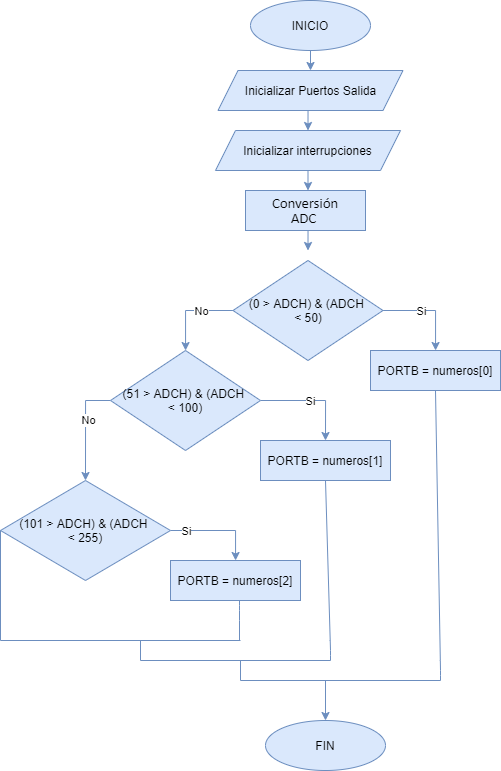 INICIO
Inicializar Puertos Salida
Inicializar interrupciones
Conversión
ADC
(0 > ADCH) & (ADCH
< 50)
No
Si
PORTB = numeros[0]
(51 > ADCH) & (ADCH
< 100)
No
Si
PORTB = numeros[1]
(101 > ADCH) & (ADCH
< 255)
Si
PORTB = numeros[2]
FIN